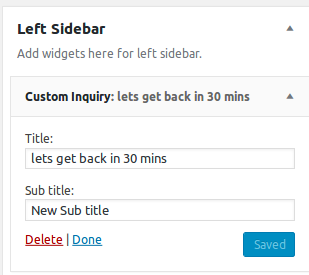 Left Sidebar
Add widgets here for left sidebar.
Custom Inquiry: lets get back in 30 mins
Title:
lets get back in 30 mins
Sub title:
New Sub title
Delete | Done
Saved